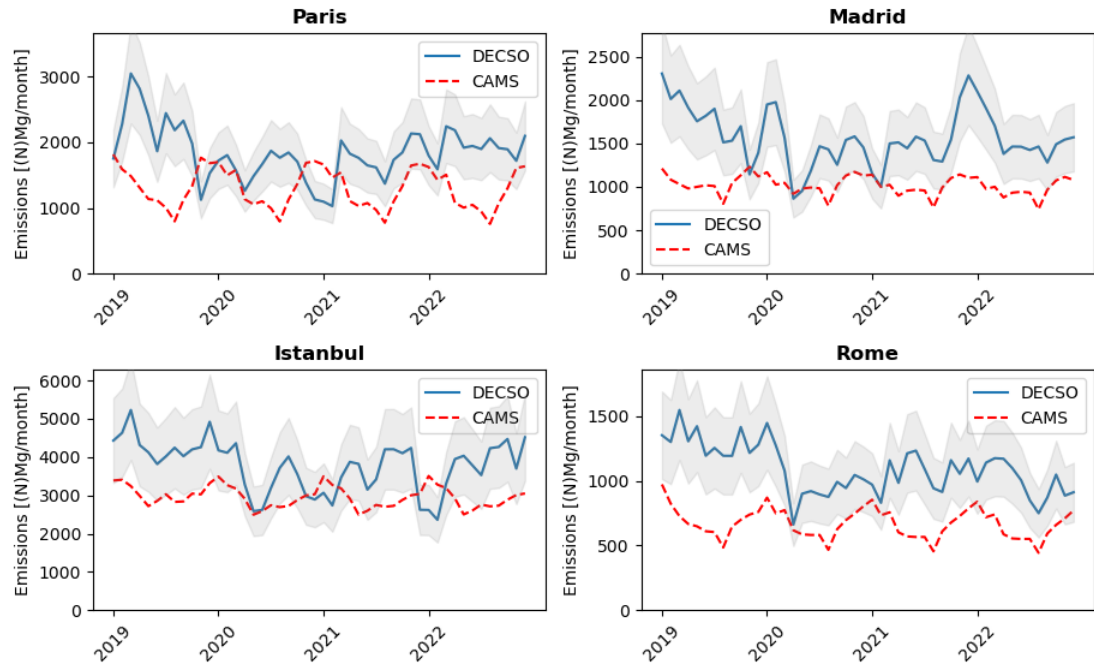 Paris
Emissions [(N)Mg/month]
3000
2000
1000
0
DECSO
CAMS
2019
2020
2021
2022
Madrid
Emissions [(N)Mg/month]
2500
2000
1500
1000
500
0
DECSO
CAMS
2019
2020
2021
2022
Istanbul
Emissions [(N)Mg/month]
6000
5000
4000
3000
2000
1000
0
DECSO
CAMS
2019
2020
2021
2022
Rome
Emissions [(N)Mg/month]
1500
1000
500
0
DECSO
CAMS
2019
2020
2021
2022